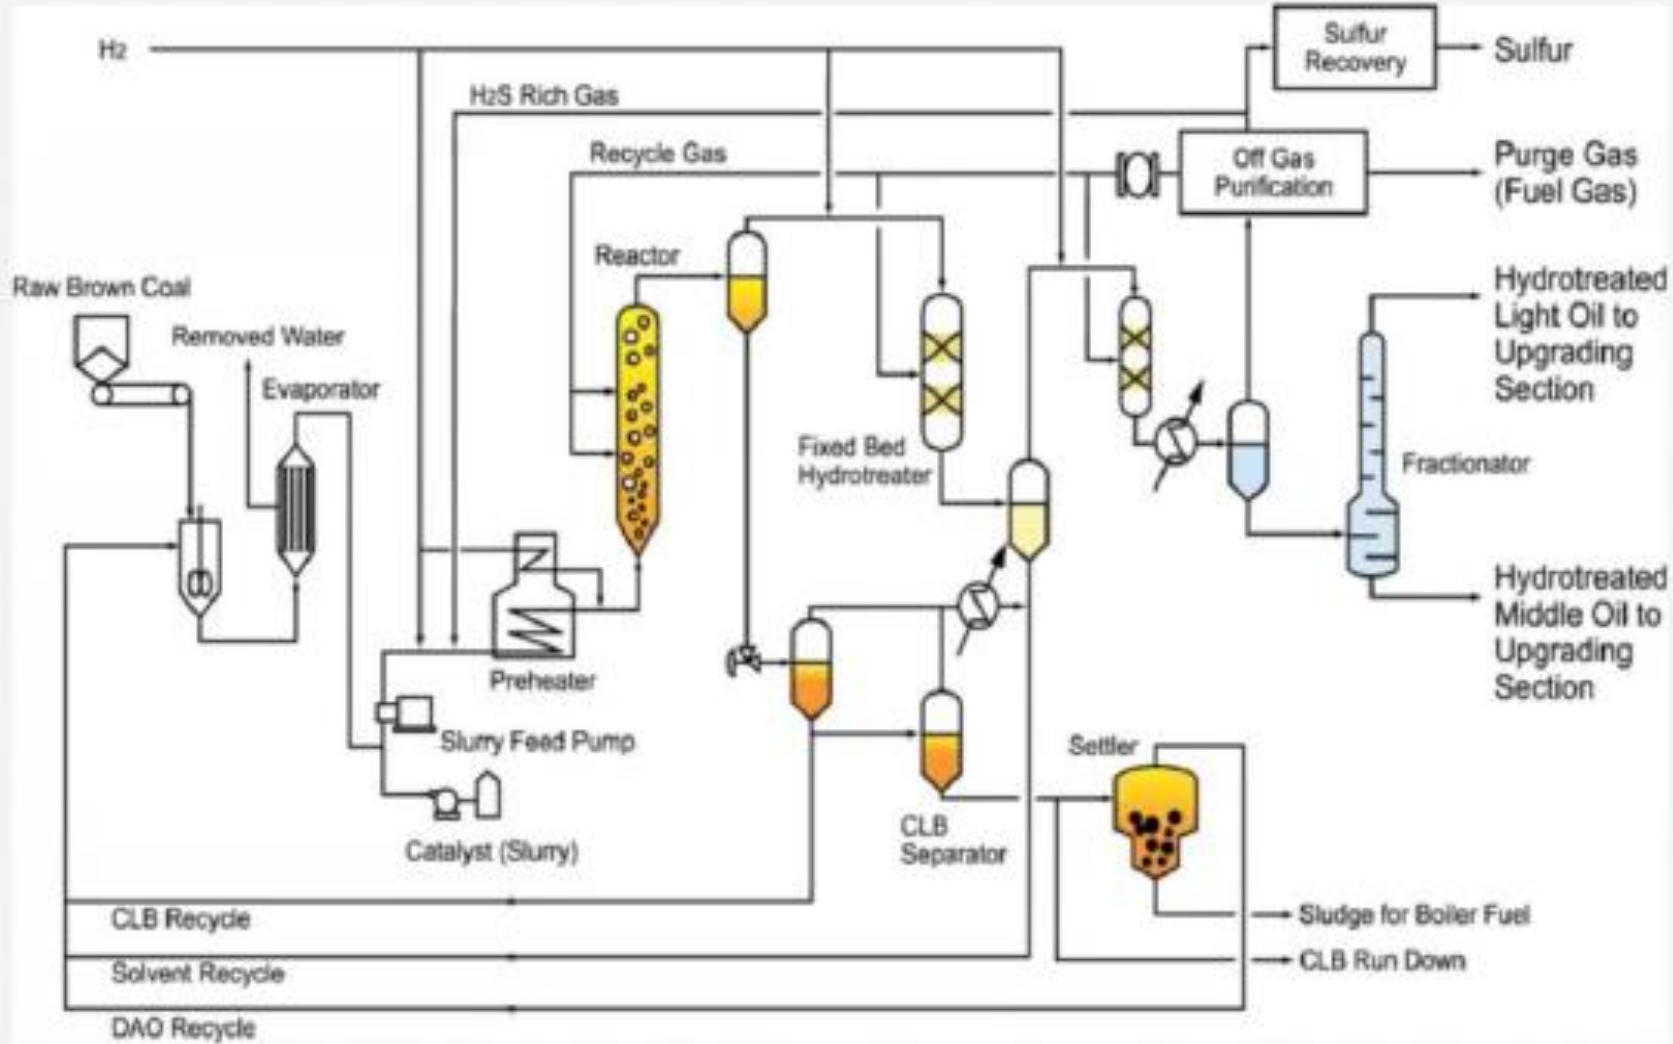 H2
Sulfur
Recovery
Sulfur
H2S Rich Gas
Recycle Gas
Off Gas
Purification
Purge Gas
(Fuel Gas)
Reactor
Raw Brown Coal
Removed Water
Evaporator
Hydrotreated
Light Oil to
Upgrading
Section
Fixed Bed
Hydrotreater
Fractionator
Hydrotreated
Middle Oil to
Upgrading
Section
Preheater
Slurry Feed Pump
Settler
Catalyst (Slurry)
CLB
Separator
CLB Recycle
Sludge for Boiler Fuel
CLB Run Down
Solvent Recycle
DAO Recycle